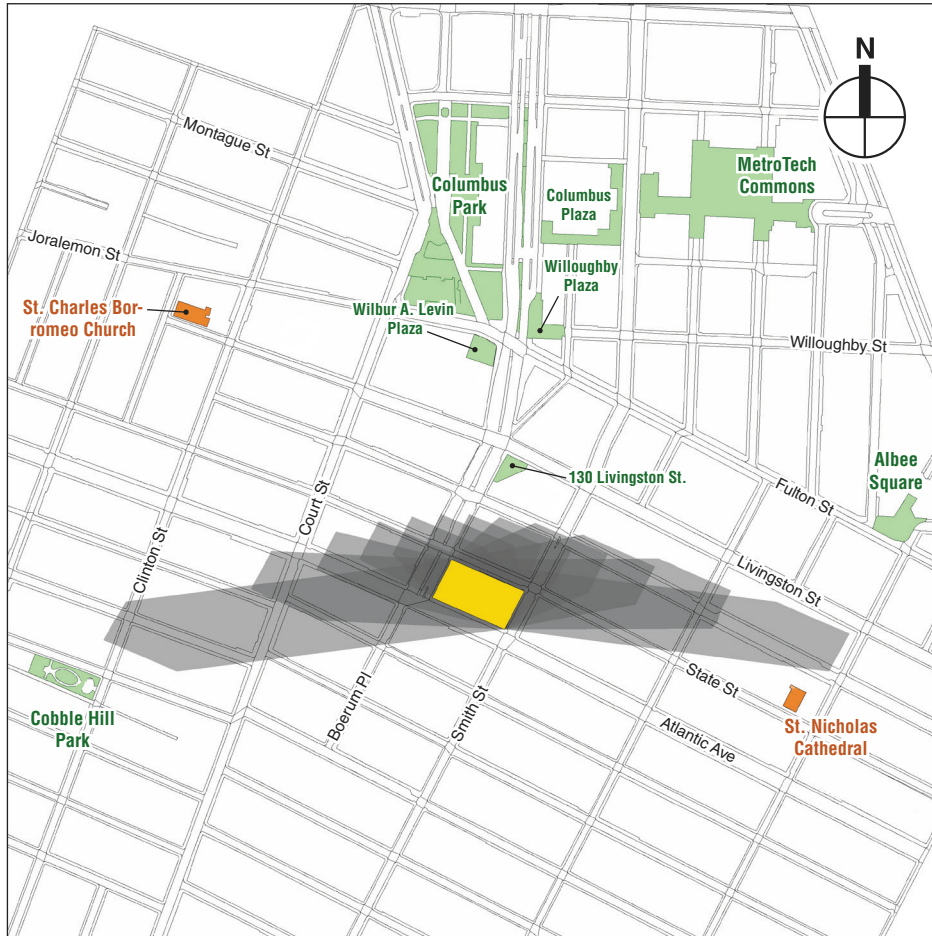 N
Montague St
MetroTech
Commons
Columbus
Park
Columbus
Plaza
Joralemon St
Willoughby
Plaza
St. Charles Bor-
romeo Church
Wilbur A. Levin
Plaza
Willoughby St
130 Livingston St.
Albee
Square
Fulton St
Court St
Clinton St
Livingston St
State St
Boerum Pl
Smith St
Atlantic Ave
Cobble Hill
Park
St. Nicholas
Cathedral